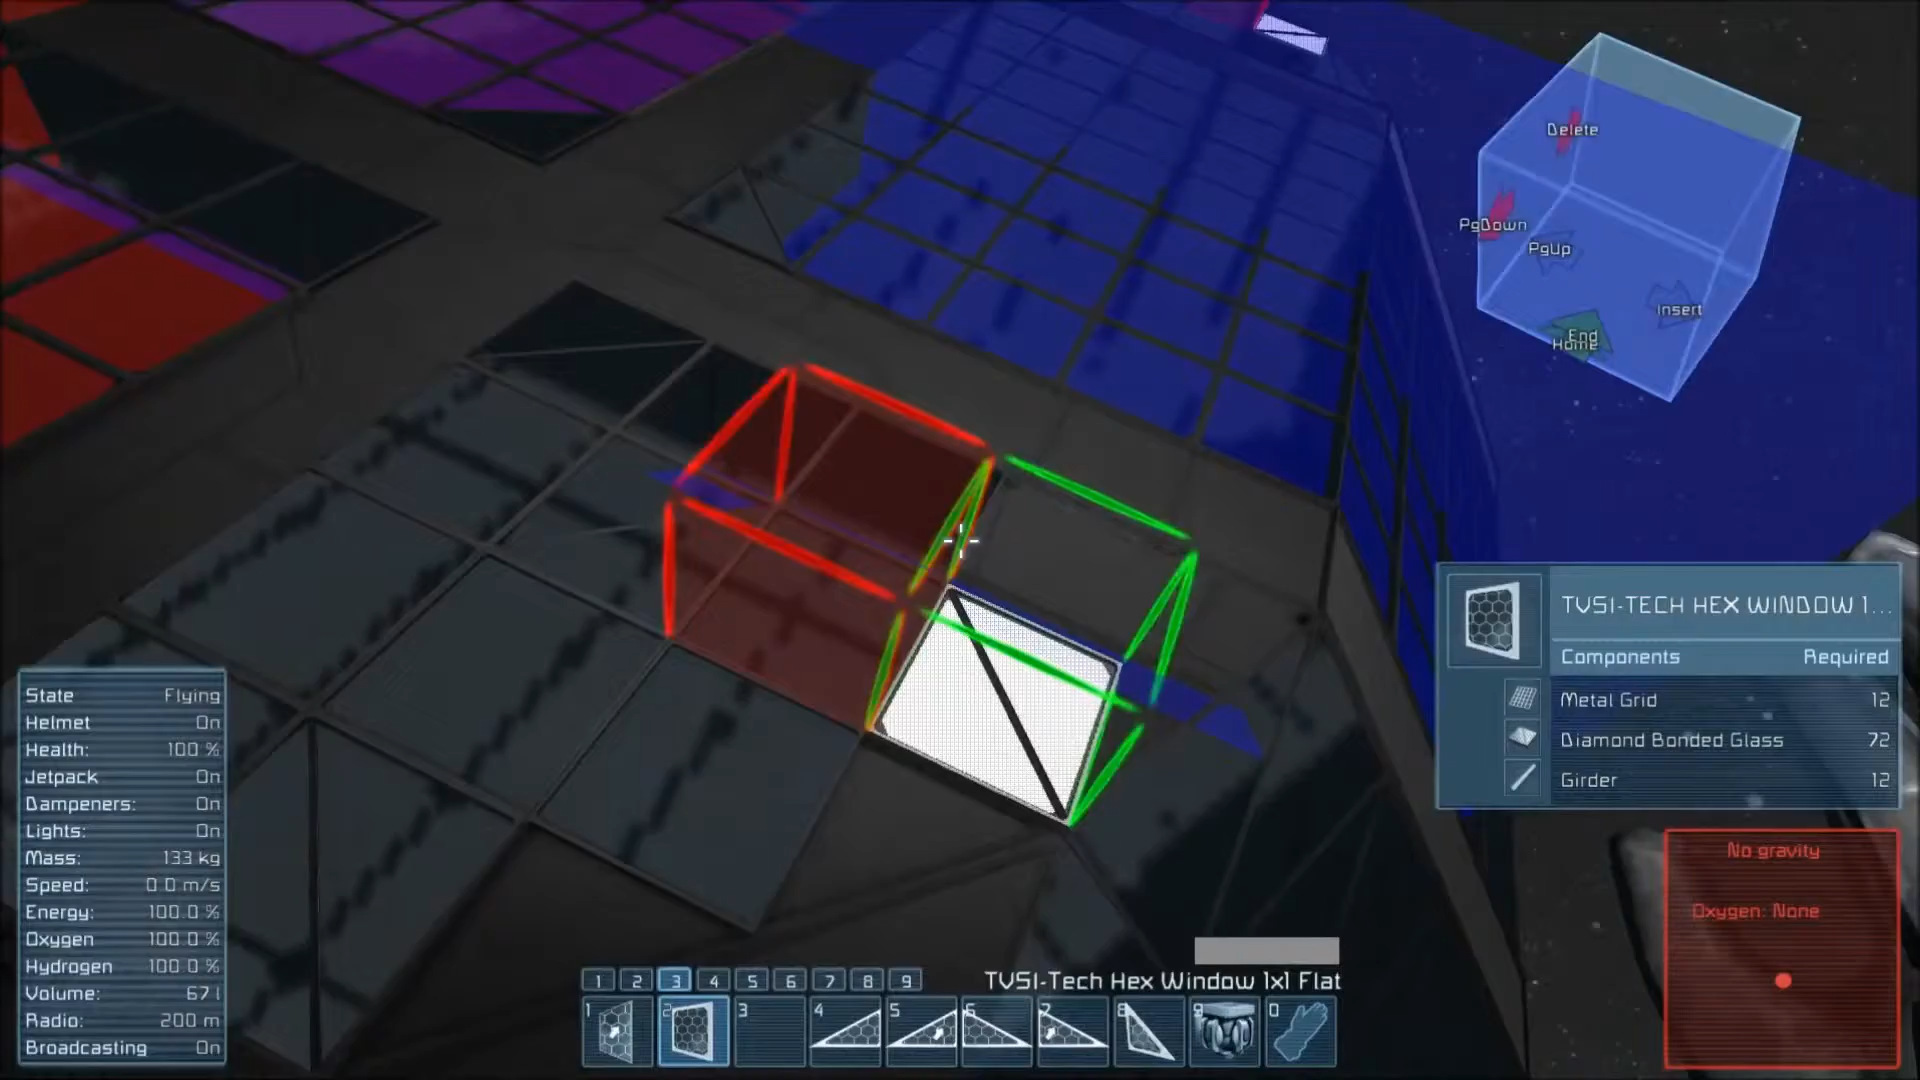 Delete
PgDown
PgUp
Insert
End
Home
TVSI-TECH HEX WINDOW 1...
Components Required
Metal Grid 12
Diamond Bonded Glass 72
Girder 12
State Flying
Helmet On
Health: 100 %
Jetpack On
Dampeners: On
Lights: On
Mass: 133 kg
Speed: 0.0 m/s
Energy: 100.0 %
Oxygen 100.0 %
Hydrogen 100.0 %
Volume: 67 l
Radio: 200 m
Broadcasting On
No gravity
Oxygen: None
1 2 3 4 5 6 7 8 9
TVSI-Tech Hex Window 1x1 Flat
1 2 3 4 5 6 7 8 9 0